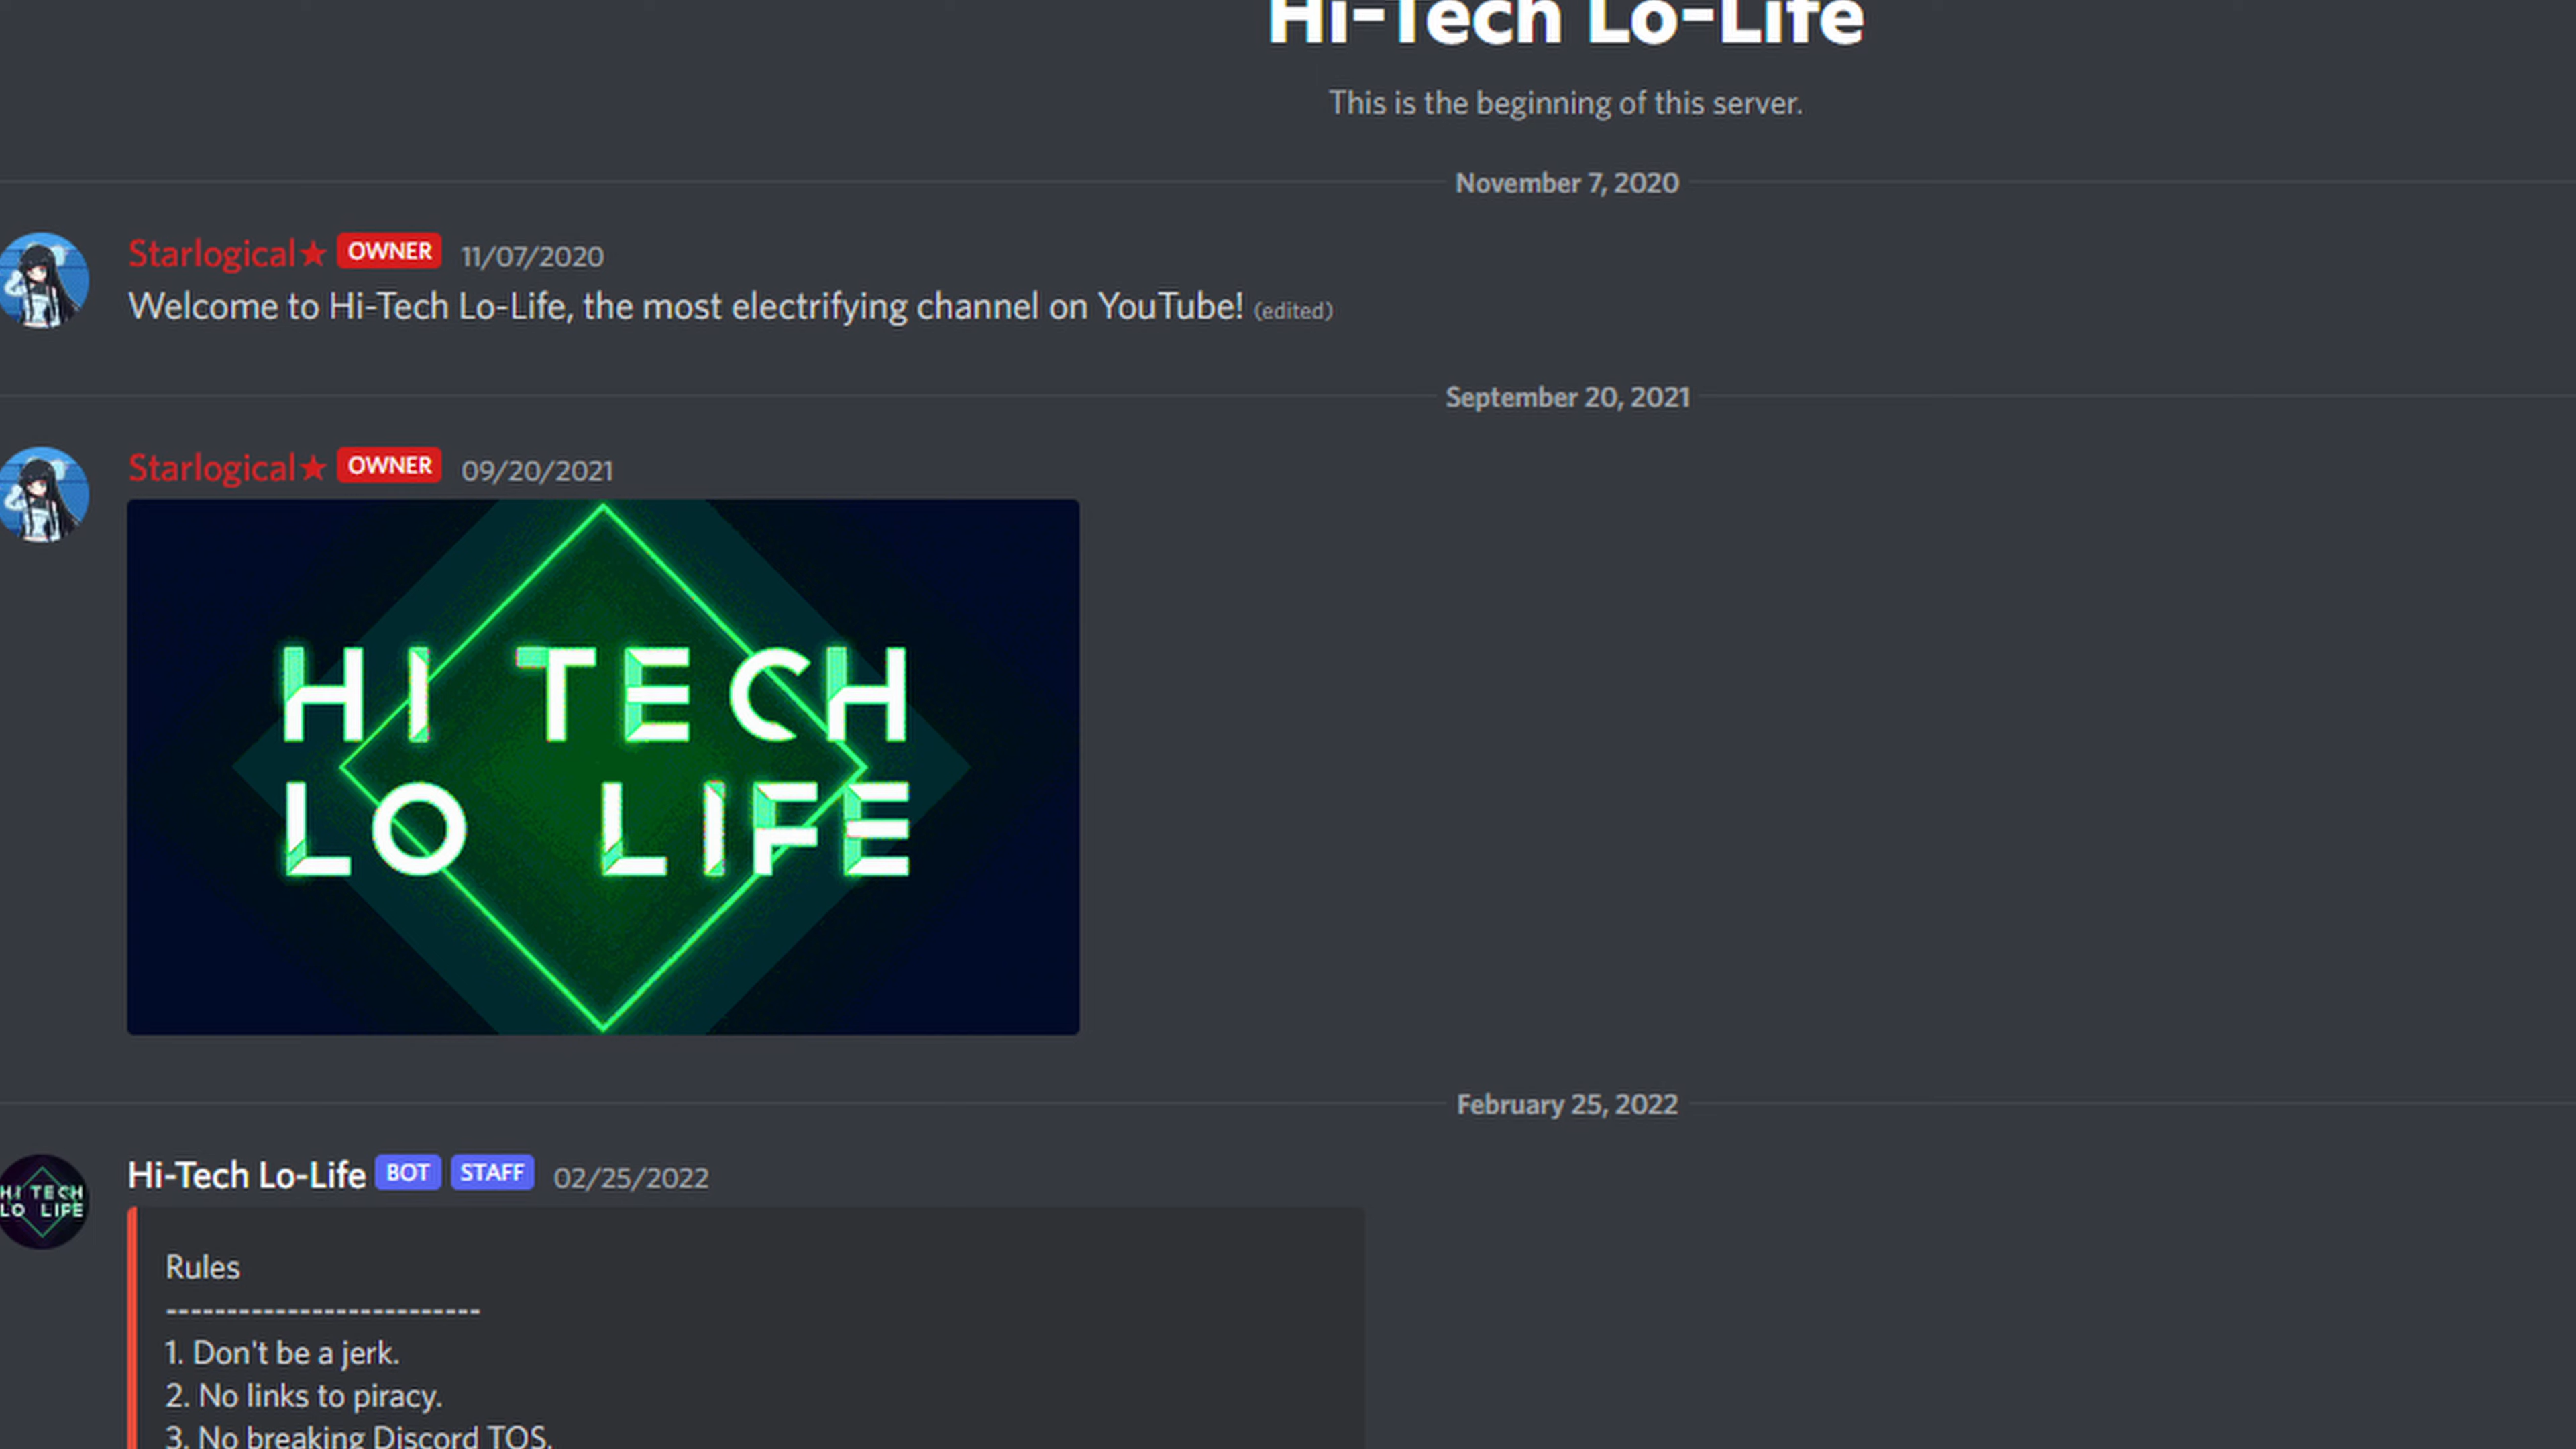 Hi-Tech Lo-Life
This is the beginning of this server.
November 7, 2020
Starlogical★ OWNER 11/07/2020
Welcome to Hi-Tech Lo-Life, the most electrifying channel on YouTube! (edited)
September 20, 2021
Starlogical★ OWNER 09/20/2021
HI TECH
LO LIFE
February 25, 2022
Hi-Tech Lo-Life BOT STAFF 02/25/2022
HI TECH
LO LIFE
Rules
--------------------------
1. Don't be a jerk.
2. No links to piracy.
3. No breaking Discord TOS.